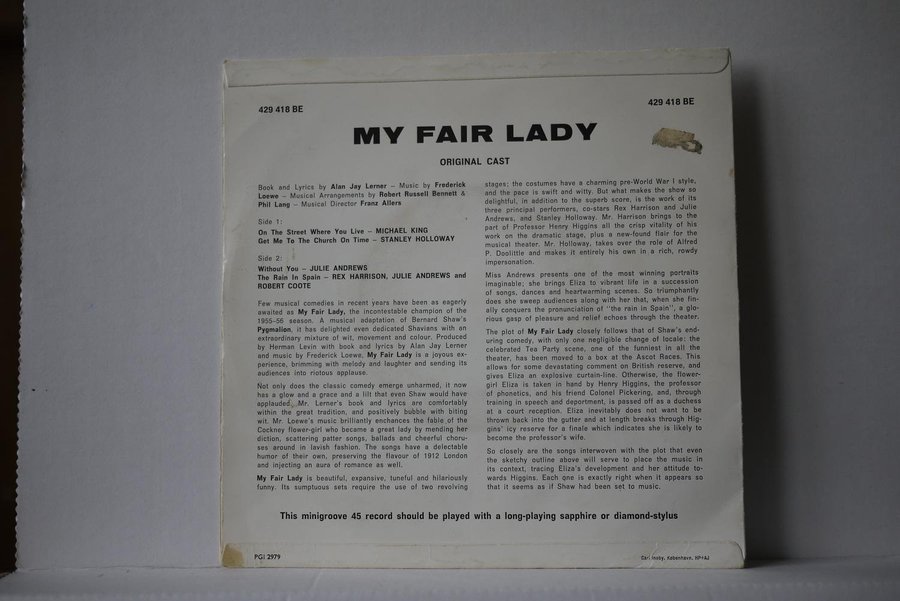 429 418 BE
429 418 BE
MY FAIR LADY
ORIGINAL CAST
Book and Lyrics by Alan Jay Lerner – Music by Frederick
Loewe – Musical Arrangements by Robert Russell Bennett &
Phil Lang – Musical Director Franz Allers
Side 1:
On The Street Where You Live – MICHAEL KING
Get Me To The Church On Time – STANLEY HOLLOWAY
Side 2:
Without You – JULIE ANDREWS
The Rain In Spain – REX HARRISON, JULIE ANDREWS and
ROBERT COOTE
Few musical comedies in recent years have been as eagerly
awaited as My Fair Lady, the incontestable champion of the
1955-56 season. A musical adaptation of Bernard Shaw's
Pygmalion, it has delighted even dedicated Shavians with an
extraordinary mixture of wit, movement and colour. Produced
by Herman Levin with book and lyrics by Alan Jay Lerner
and music by Frederick Loewe, My Fair Lady is a joyous ex-
perience, brimming with melody and laughter and sending its
audiences into riotous applause.
Not only does the classic comedy emerge unharmed, it now
has a glow and a grace and a lilt that even Shaw would have
applauded. Mr. Lerner's book and lyrics are comfortably
within the great tradition, and positively bubble with biting
wit. Mr. Loewe's music brilliantly enchances the fable of the
Cockney flower-girl who became a great lady by mending her
diction, scattering patter songs, ballads and cheerful choru-
ses around in lavish fashion. The songs have a delectable
humor of their own, preserving the flavour of 1912 London
and injecting an aura of romance as well.
My Fair Lady is beautiful, expansive, tuneful and hilariously
funny. Its sumptuous sets require the use of two revolving
stages; the costumes have a charming pre-World War I style,
and the pace is swift and witty. But what makes the show so
delightful, in addition to the superb score, is the work of its
three principal performers, co-stars Rex Harrison and Julie
Andrews, and Stanley Holloway. Mr. Harrison brings to the
part of Professor Henry Higgins all the crisp vitality of his
work on the dramatic stage, plus a new-found flair for the
musical theater. Mr. Holloway, takes over the role of Alfred
P. Doolittle and makes it entirely his own in a rich, rowdy
impersonation.
Miss Andrews presents one of the most winning portraits
imaginable; she brings Eliza to vibrant life in a succession
of songs, dances and heartwarming scenes. So triumphantly
does she sweep audiences along with her that, when she fin-
ally conquers the pronunciation of "the rain in Spain", a glo-
rious gasp of pleasure and relief echoes through the theater.
The plot of My Fair Lady closely follows that of Shaw's end-
uring comedy, with only one negligible change of locale: the
celebrated Tea Party scene, one of the funniest in all the
theater, has been moved to a box at the Ascot Races. This
allows for some devastating comment on British reserve, and
gives Eliza an explosive curtain-line. Otherwise, the flower-
girl Eliza is taken in hand by Henry Higgins, the professor
of phonetics, and his friend Colonel Pickering, and, through
training in speech and deportment, is passed off as a duchess
at a court reception. Eliza inevitably does not want to be
thrown back into the gutter and at length breaks through Hig-
gins' icy reserve for a finale which indicates she is likely to
become the professor's wife.
So closely are the songs interwoven with the plot that even
the sketchy outline above will serve to place the music in
its context, tracing Eliza's development and her attitude to-
wards Higgins. Each one is exactly right when it appears so
that it seems as if Shaw had been set to music.
This minigroove 45 record should be played with a long-playing sapphire or diamond-stylus
PGI 2979
København, HP+AJ